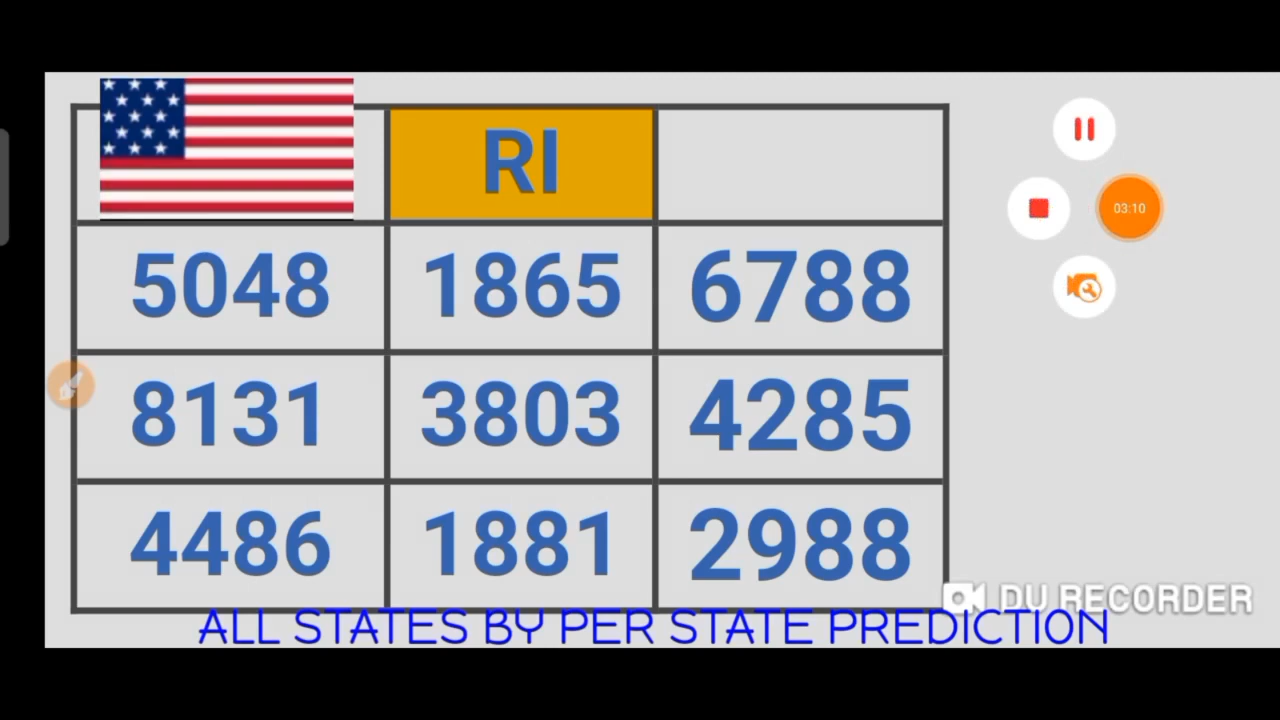 RI
03:10
5048 1865 6788
8131 3803 4285
4486 1881 2988
DU RECORDER
ALL STATES BY PER STATE PREDICTION